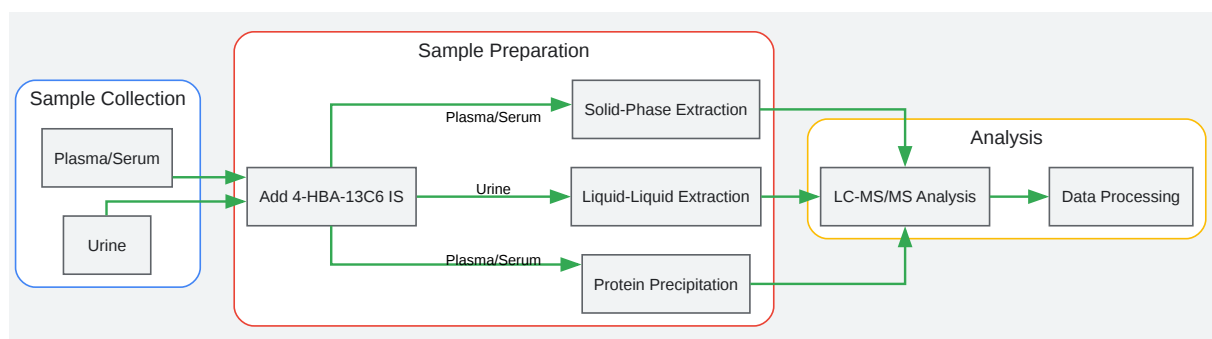 Sample Collection
Plasma/Serum
Urine
Sample Preparation
Add 4-HBA-13C6 IS
Plasma/Serum
Solid-Phase Extraction
Urine
Liquid-Liquid Extraction
Plasma/Serum
Protein Precipitation
Analysis
LC-MS/MS Analysis
Data Processing